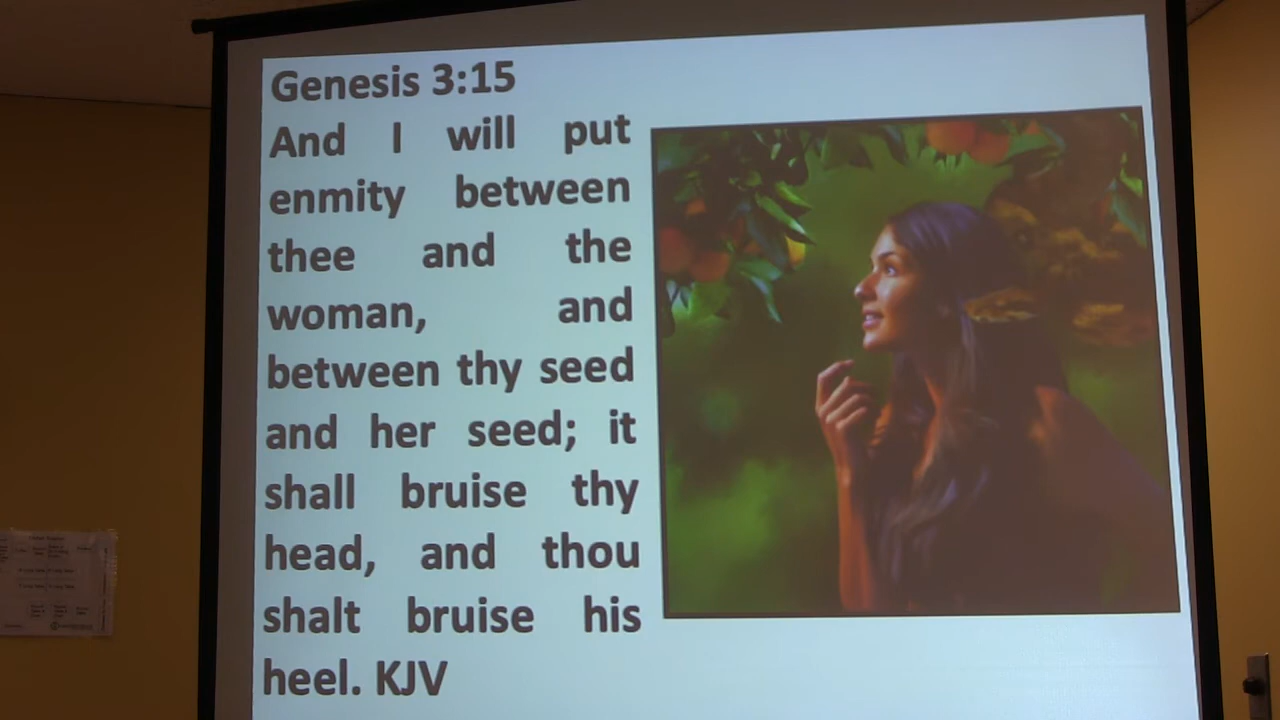 Genesis 3:15
And I will put
enmity between
thee and the
woman, and
between thy seed
and her seed; it
shall bruise thy
head, and thou
shalt bruise his
heel. KJV